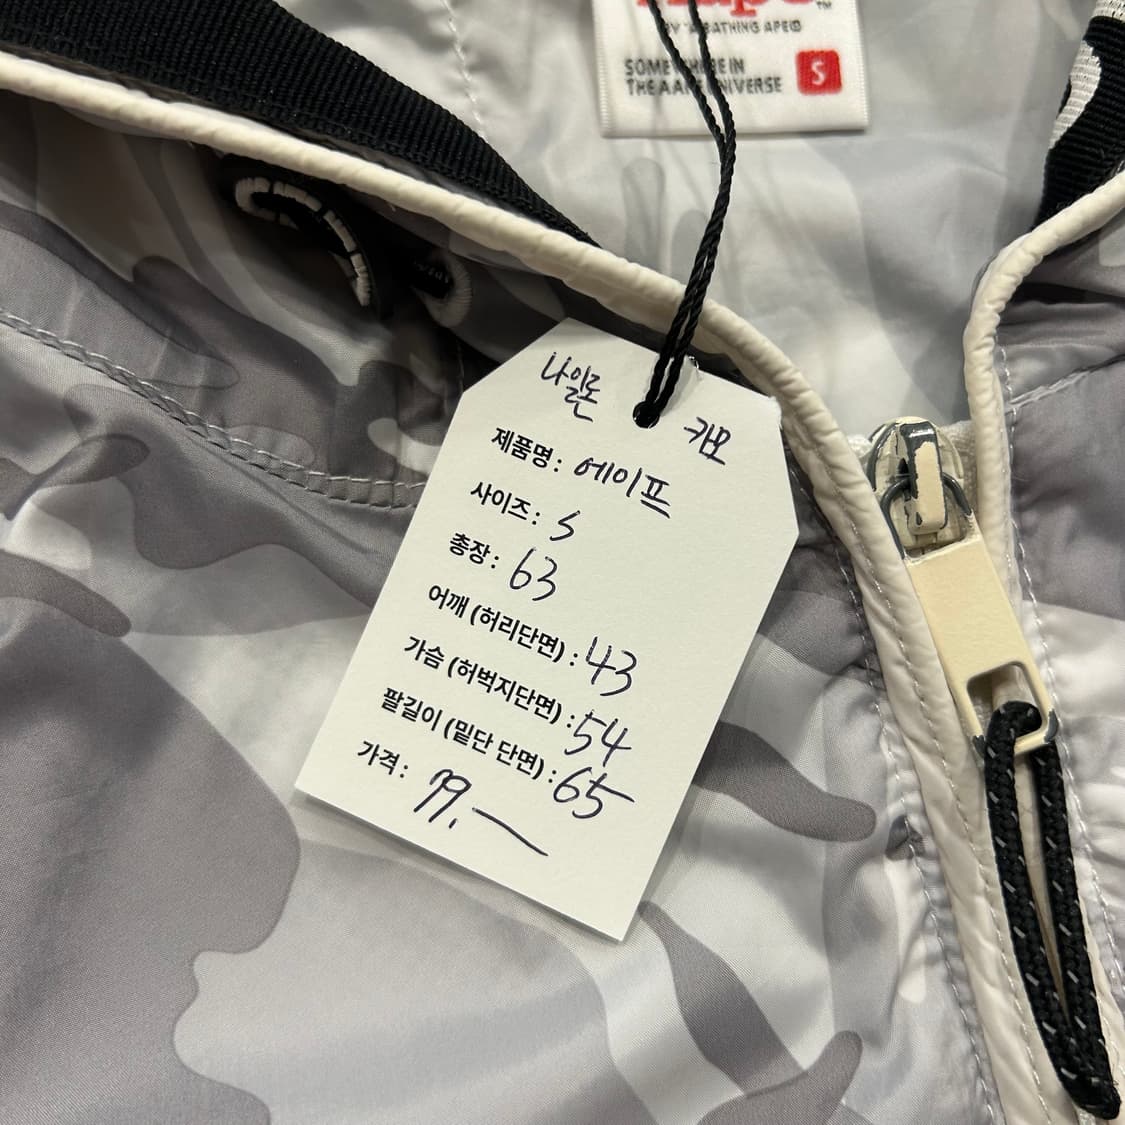 BY *A BATHING APE®
SOMEWHERE IN
THE AAPE UNIVERSE
S
나일론
카모
제품명: 에이프
사이즈: S
총장: 63
어깨 (허리단면) : 43
가슴 (허벅지단면) : 54
팔길이 (밑단 단면) : 65
가격: 79.—